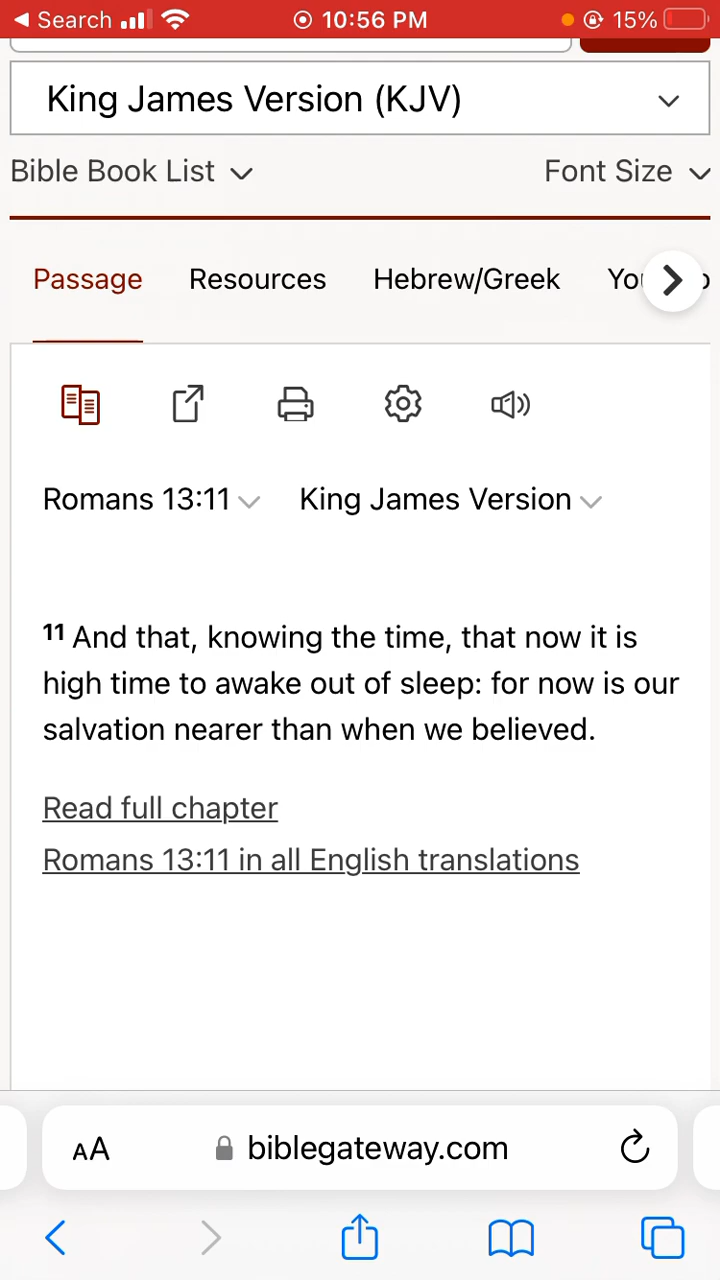 Search 10:56 PM 15%
King James Version (KJV)
Bible Book List Font Size
Passage Resources Hebrew/Greek
Romans 13:11 King James Version
11 And that, knowing the time, that now it is
high time to awake out of sleep: for now is our
salvation nearer than when we believed.
Read full chapter
Romans 13:11 in all English translations
AA biblegateway.com